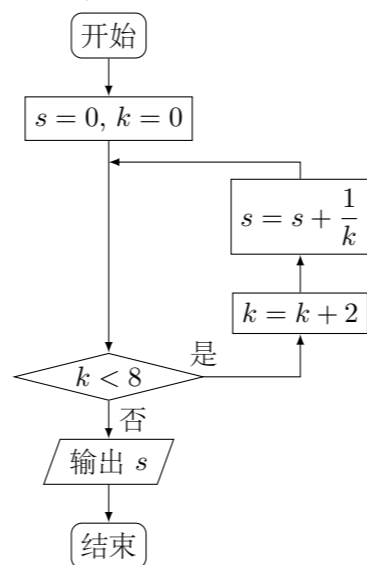 开始
s = 0, k = 0
s = s + 1/k
k = k + 2
是
k < 8
否
输出 s
结束